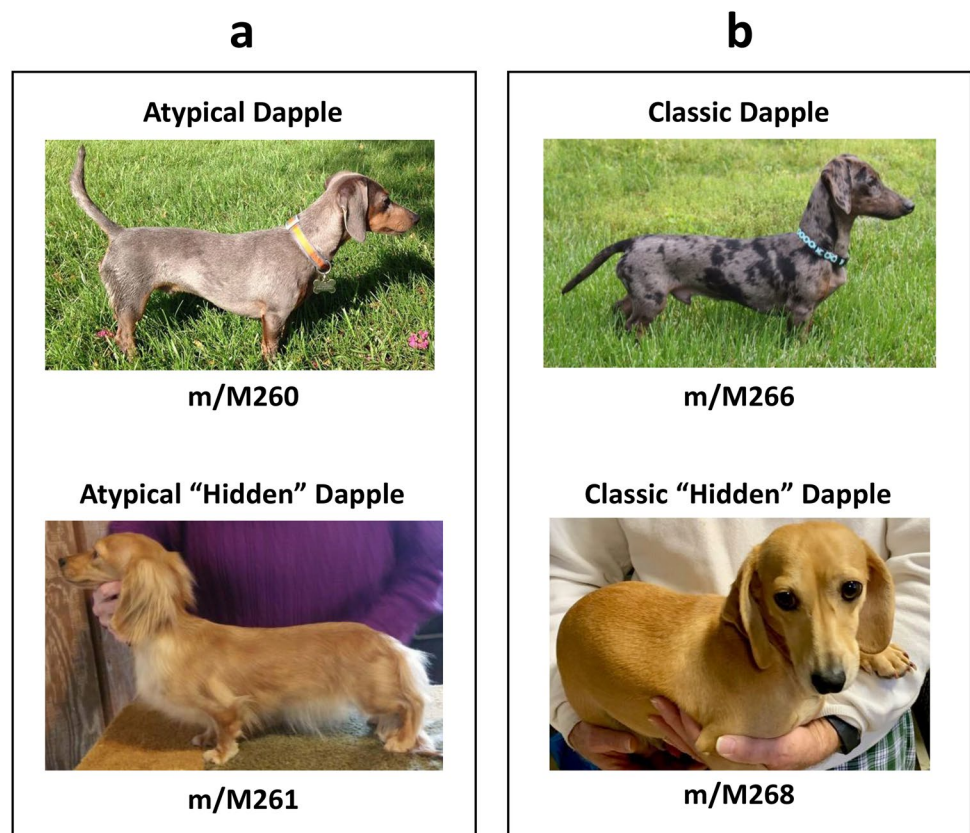 a
Atypical Dapple
m/M260
Atypical “Hidden” Dapple
m/M261
b
Classic Dapple
m/M266
Classic “Hidden” Dapple
m/M268